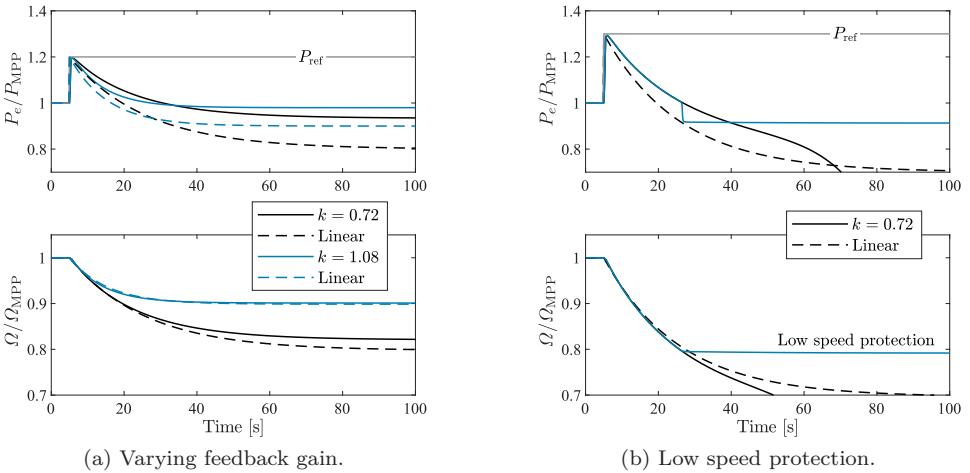 1.4
1.2
1
0.8
P_ref
P_e/P_MPP
0 20 40 60 80 100
k = 0.72
Linear
k = 1.08
Linear
1
0.9
0.8
0.7
Ω/Ω_MPP
0 20 40 60 80 100
Time [s]
(a) Varying feedback gain.
1.4
1.2
1
0.8
P_ref
P_e/P_MPP
0 20 40 60 80 100
k = 0.72
Linear
1
0.9
0.8
0.7
Low speed protection
Ω/Ω_MPP
0 20 40 60 80 100
Time [s]
(b) Low speed protection.